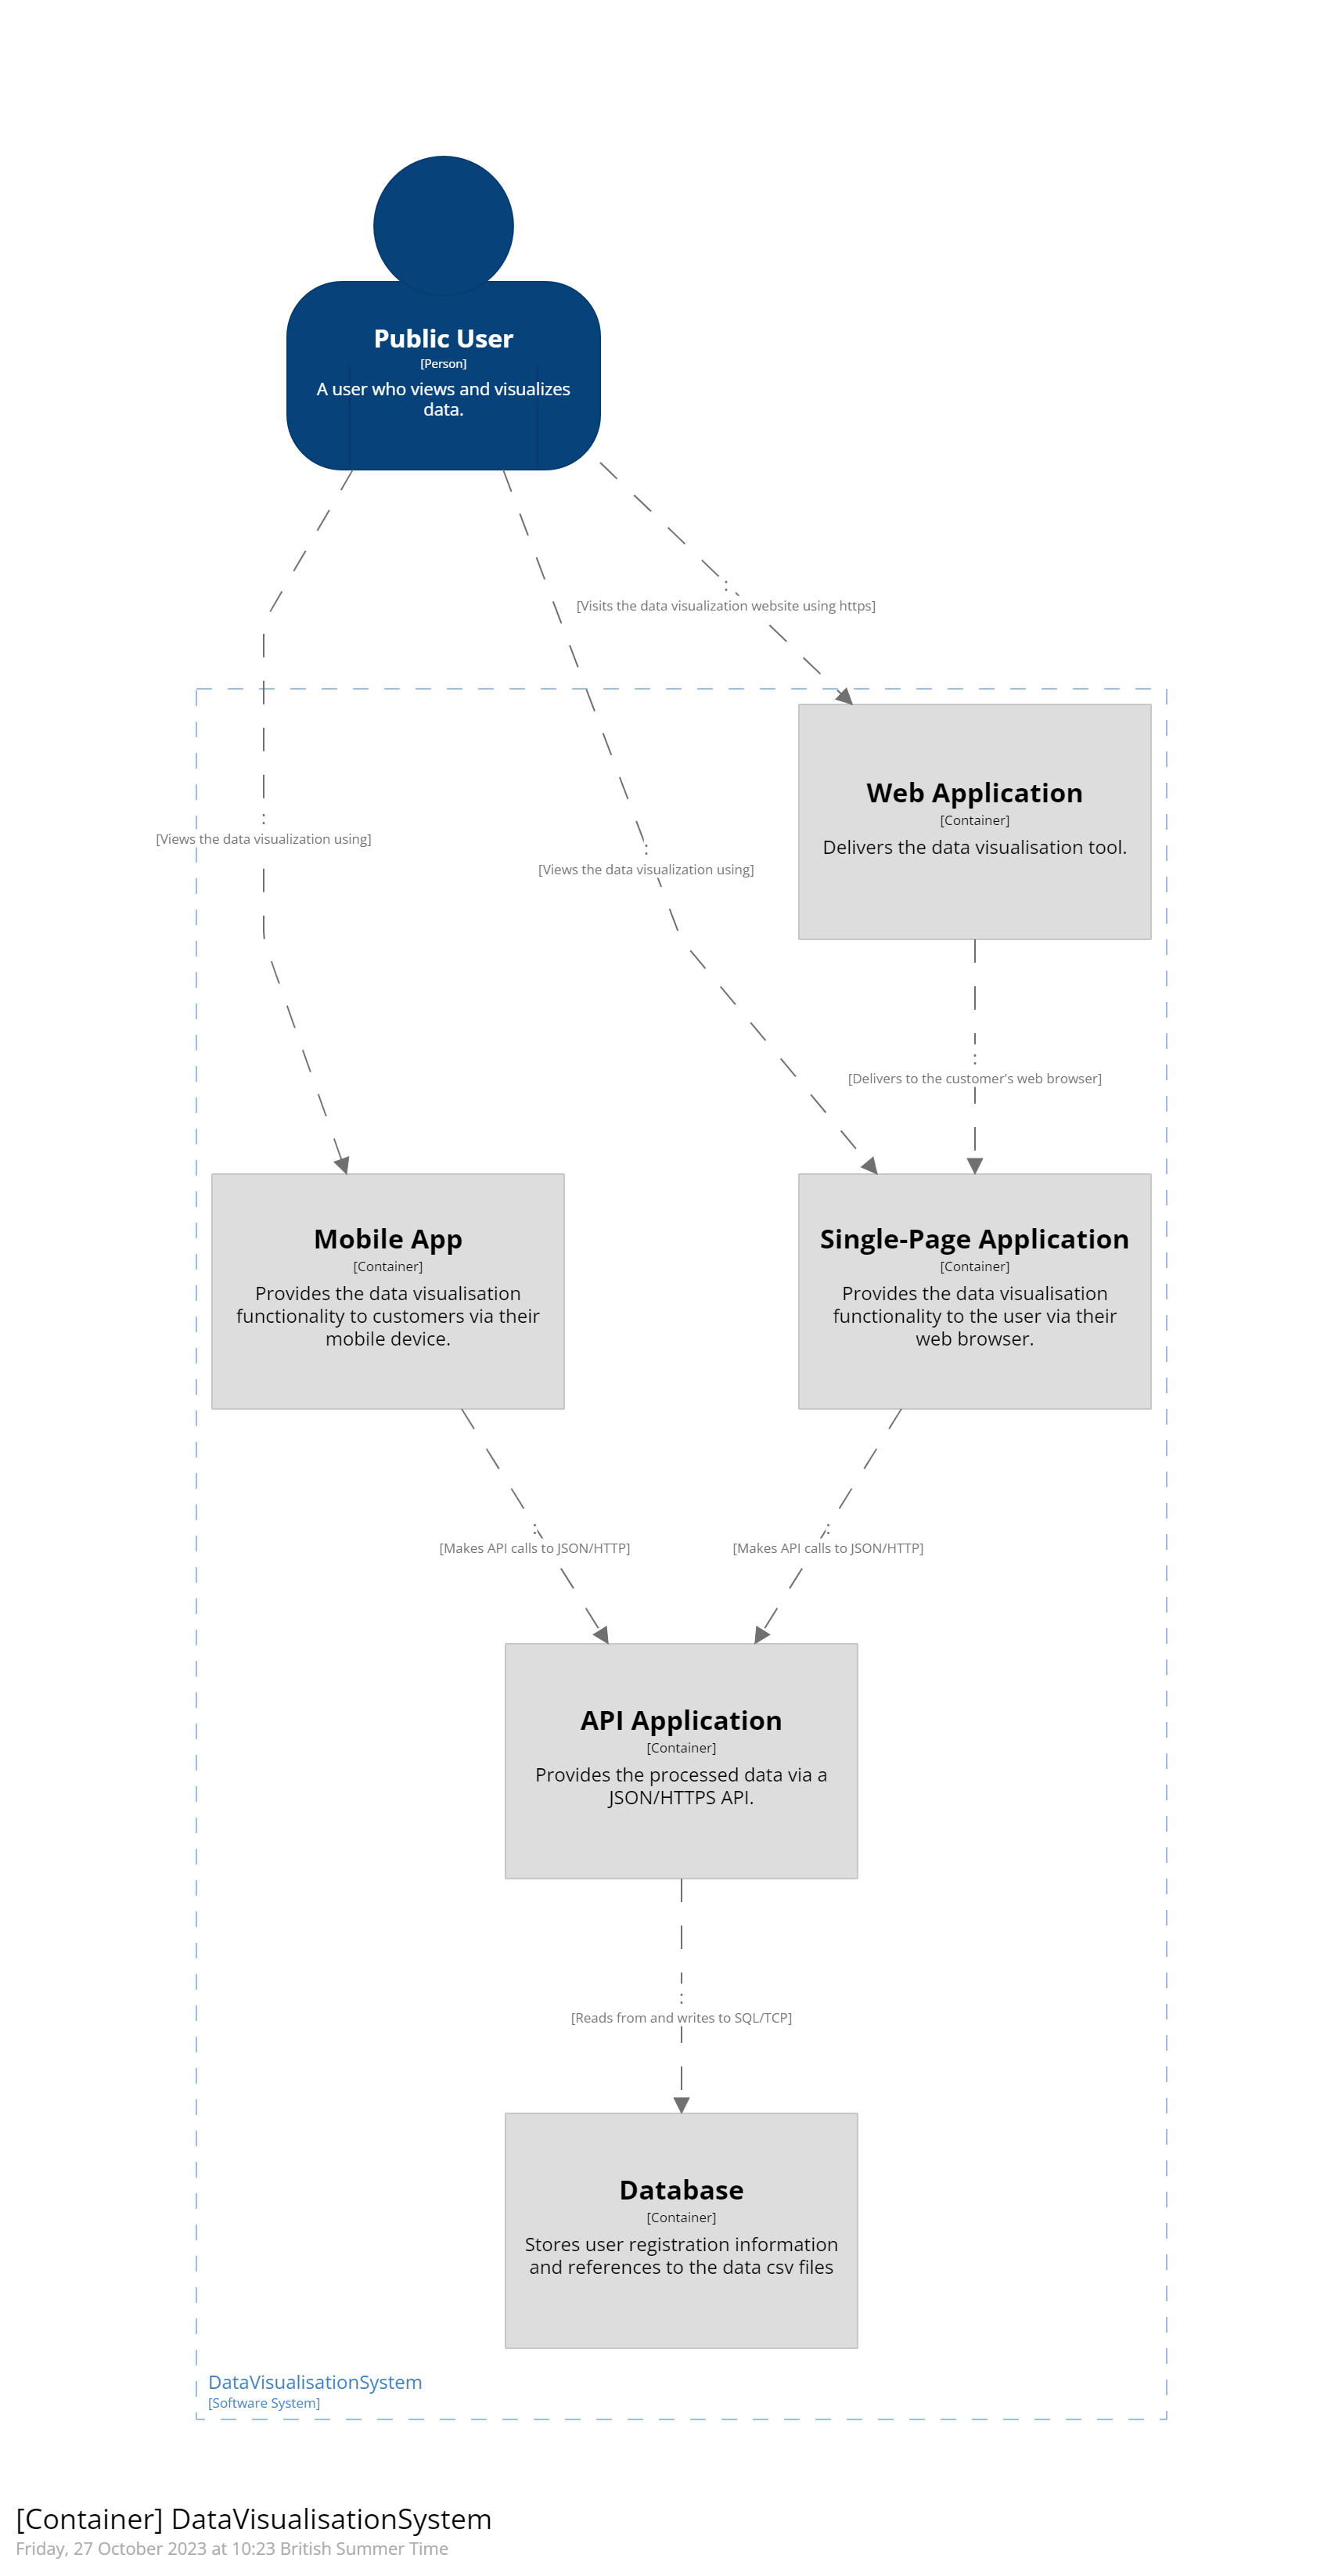 Public User
[Person]
A user who views and visualizes
data.
:
[Visits the data visualization website using https]
Web Application
[Container]
Delivers the data visualisation tool.
:
[Views the data visualization using]
:
[Views the data visualization using]
:
[Delivers to the customer's web browser]
Mobile App
[Container]
Provides the data visualisation
functionality to customers via their
mobile device.
Single-Page Application
[Container]
Provides the data visualisation
functionality to the user via their
web browser.
:
[Makes API calls to JSON/HTTP]
:
[Makes API calls to JSON/HTTP]
API Application
[Container]
Provides the processed data via a
JSON/HTTPS API.
:
[Reads from and writes to SQL/TCP]
Database
[Container]
Stores user registration information
and references to the data csv files
DataVisualisationSystem
[Software System]
[Container] DataVisualisationSystem
Friday, 27 October 2023 at 10:23 British Summer Time